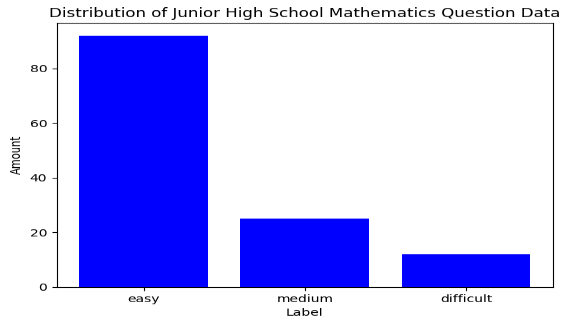 Distribution of Junior High School Mathematics Question Data
Amount
80
60
40
20
0
easy medium difficult
Label